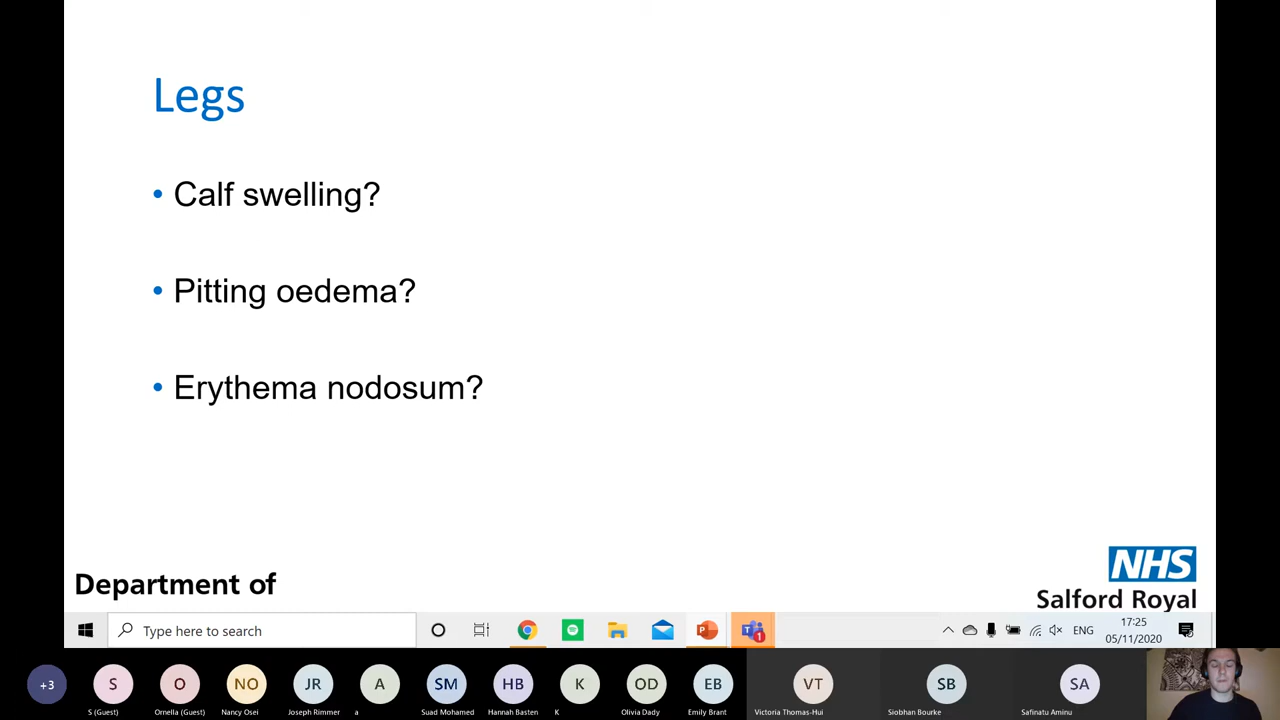 Legs
• Calf swelling?
• Pitting oedema?
• Erythema nodosum?
Department of
NHS
Salford Royal
Type here to search
P
T
1
ENG
17:25
05/11/2020
+3
S
O
NO
JR
A
SM
HB
K
OD
EB
VT
SB
SA
S (Guest)
Ornella (Guest)
Nancy Osei
Joseph Rimmer
a
Suad Mohamed
Hannah Basten
K
Olivia Dady
Emily Brant
Victoria Thomas-Hui
Siobhan Bourke
Safinatu Aminu